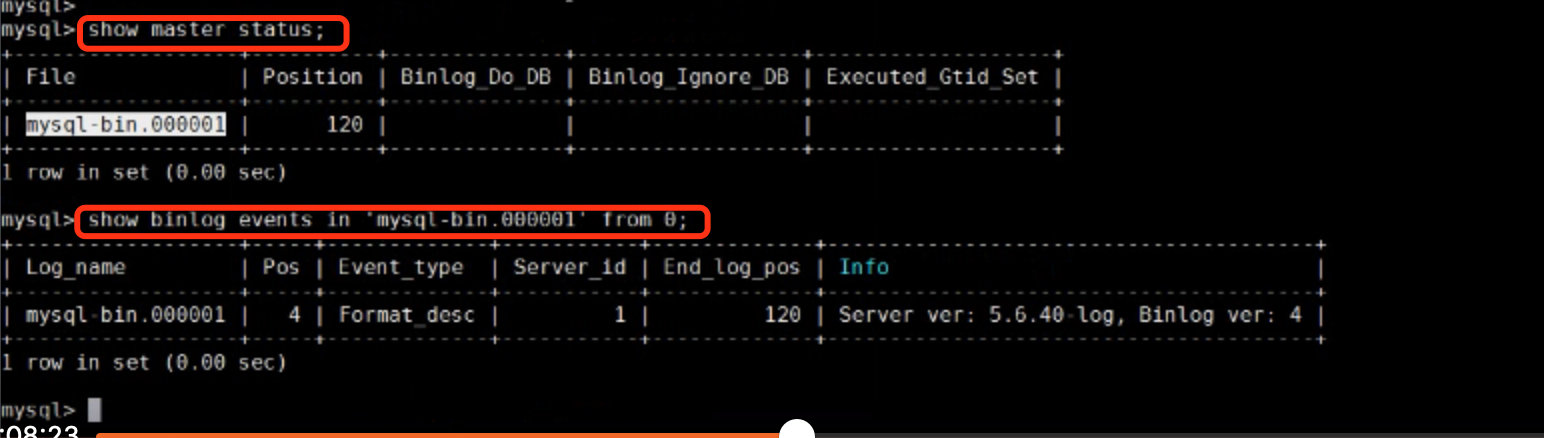 mysql>
mysql> show master status;
| File | Position | Binlog_Do_DB | Binlog_Ignore_DB | Executed_Gtid_Set |
| mysql-bin.000001 | 120 | | | |
1 row in set (0.00 sec)
mysql> show binlog events in 'mysql-bin.000001' from 0;
| Log_name | Pos | Event_type | Server_id | End_log_pos | Info |
| mysql-bin.000001 | 4 | Format_desc | 1 | 120 | Server ver: 5.6.40-log, Binlog ver: 4 |
1 row in set (0.00 sec)
mysql>
:08:23